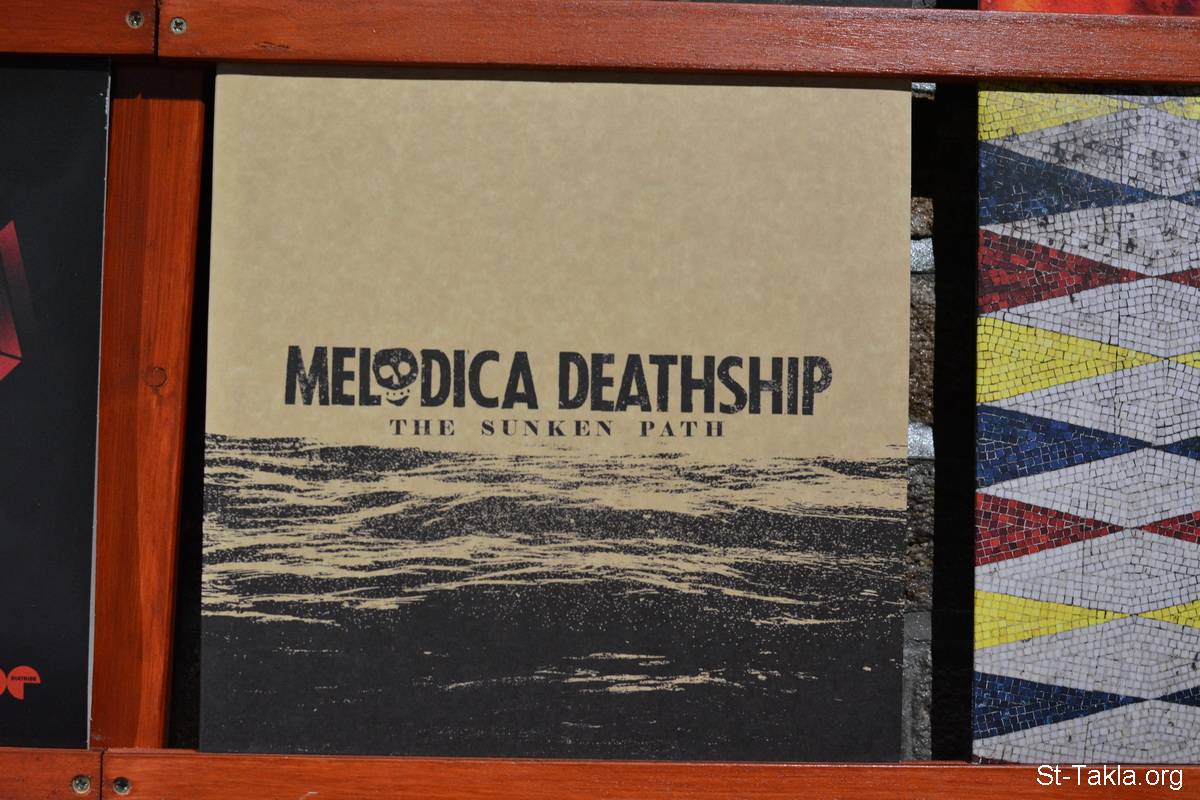 MELODICA DEATHSHIP
THE SUNKEN PATH
St-Takla.org